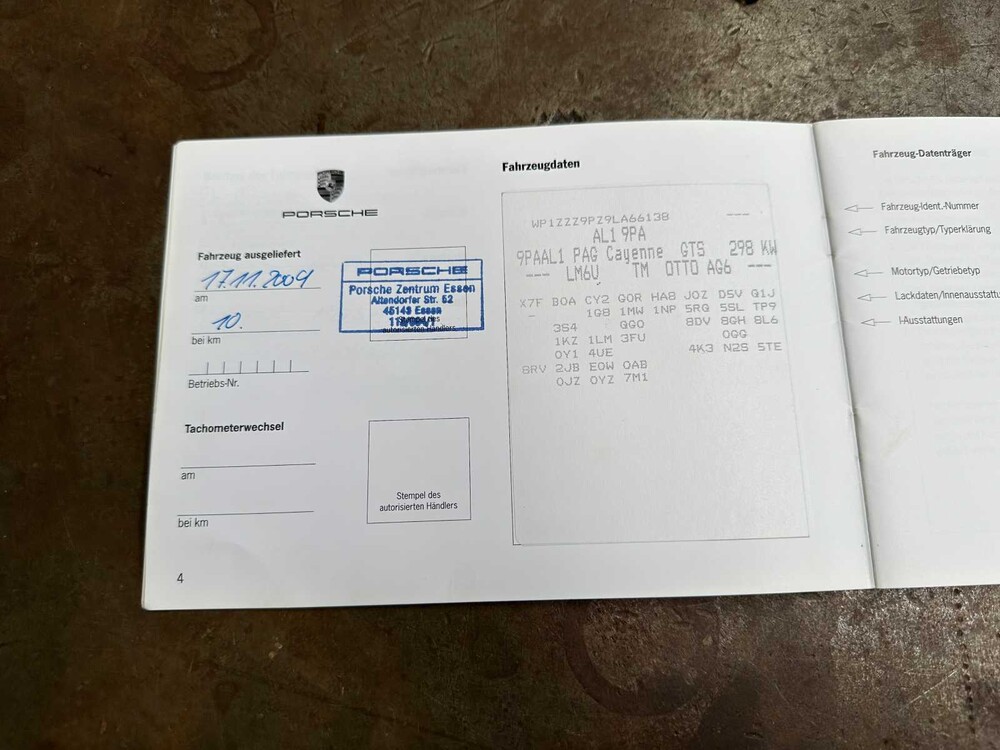 PORSCHE
Fahrzeug ausgeliefert
17.11.2009
am
10.
bei km
Betriebs-Nr.
PORSCHE
Porsche Zentrum Essen
Altendorfer Str. 52
45143 Essen
autorisierten Händlers
Tachometerwechsel
am
bei km
Stempel des
autorisierten Händlers
4
Fahrzeugdaten
WP1ZZZ9PZ9LA66138 ---
AL1 9PA
9PAAL1 PAG Cayenne GTS 298 KW
--- LM6U TM OTTO AG6 ---
X7F B0A CY2 G0R HAB J0Z D5V Q1J
- 1G8 1MW 1NP 5RG 5SL TP9
3S4 GG0 8DV 8GH 8L6
1KZ 1LM 3FU 0GG
0Y1 4UE 4K3 N2S 5TE
8RV 2JB E0W 0AB
0JZ 0YZ 7M1
Fahrzeug-Datenträger
Fahrzeug-Ident.-Nummer
Fahrzeugtyp/Typerklärung
Motortyp/Getriebetyp
Lackdaten/Innenausstattu
I-Ausstattungen